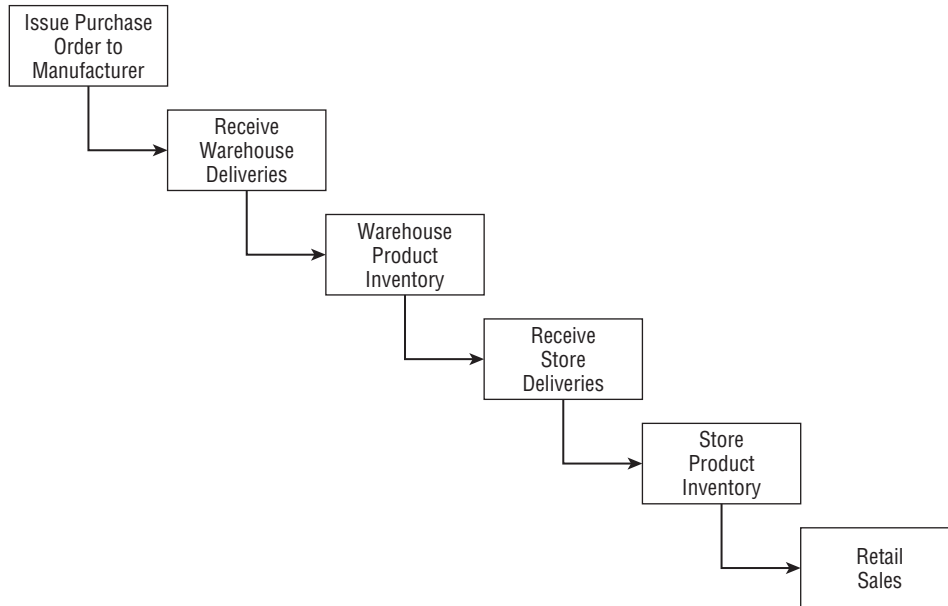 Issue Purchase
Order to
Manufacturer
Receive
Warehouse
Deliveries
Warehouse
Product
Inventory
Receive
Store
Deliveries
Store
Product
Inventory
Retail
Sales